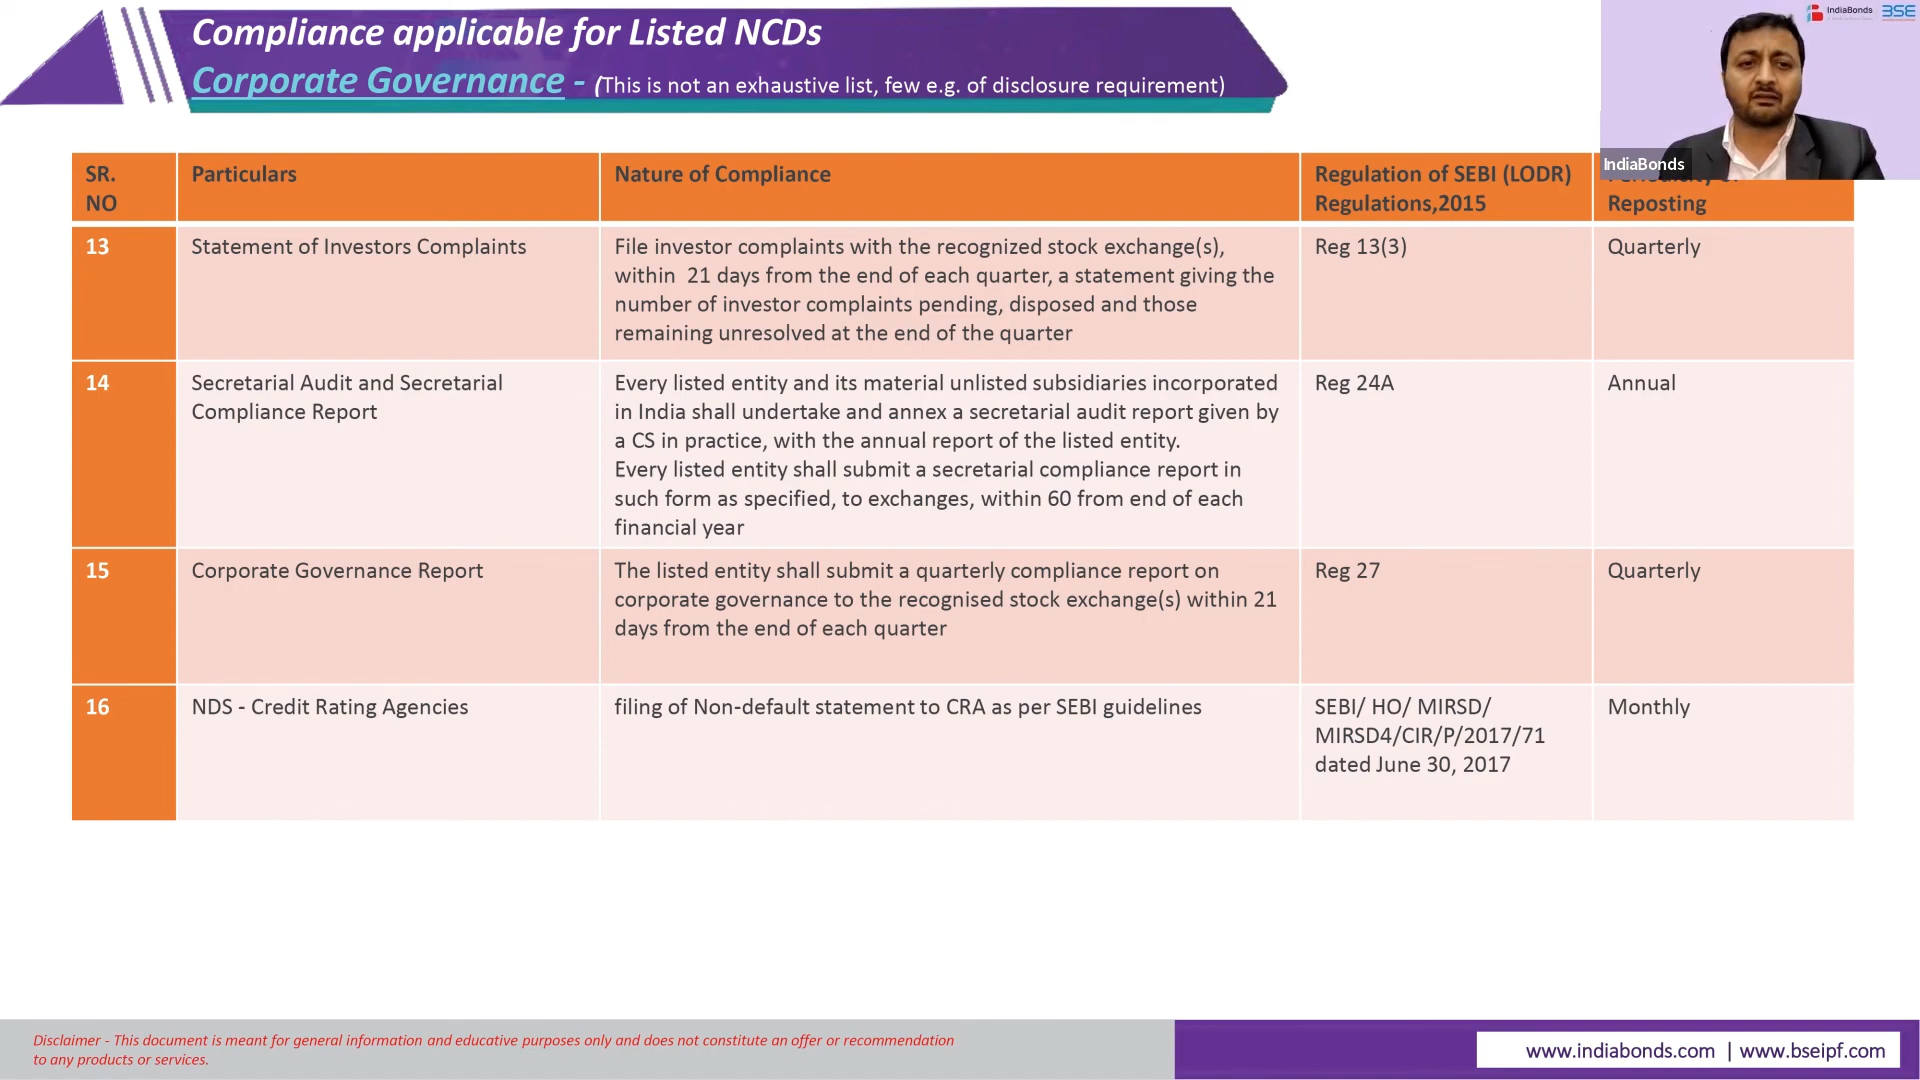 Compliance applicable for Listed NCDs
Corporate Governance - (This is not an exhaustive list, few e.g. of disclosure requirement)
IndiaBonds BSE
IndiaBonds
SR. NO
Particulars
Nature of Compliance
Regulation of SEBI (LODR)
Regulations,2015
Reporting
13
Statement of Investors Complaints
File investor complaints with the recognized stock exchange(s),
within 21 days from the end of each quarter, a statement giving the
number of investor complaints pending, disposed and those
remaining unresolved at the end of the quarter
Reg 13(3)
Quarterly
14
Secretarial Audit and Secretarial
Compliance Report
Every listed entity and its material unlisted subsidiaries incorporated
in India shall undertake and annex a secretarial audit report given by
a CS in practice, with the annual report of the listed entity.
Every listed entity shall submit a secretarial compliance report in
such form as specified, to exchanges, within 60 from end of each
financial year
Reg 24A
Annual
15
Corporate Governance Report
The listed entity shall submit a quarterly compliance report on
corporate governance to the recognised stock exchange(s) within 21
days from the end of each quarter
Reg 27
Quarterly
16
NDS - Credit Rating Agencies
filing of Non-default statement to CRA as per SEBI guidelines
SEBI/ HO/ MIRSD/
MIRSD4/CIR/P/2017/71
dated June 30, 2017
Monthly
Disclaimer - This document is meant for general information and educative purposes only and does not constitute an offer or recommendation
to any products or services.
www.indiabonds.com | www.bseipf.com